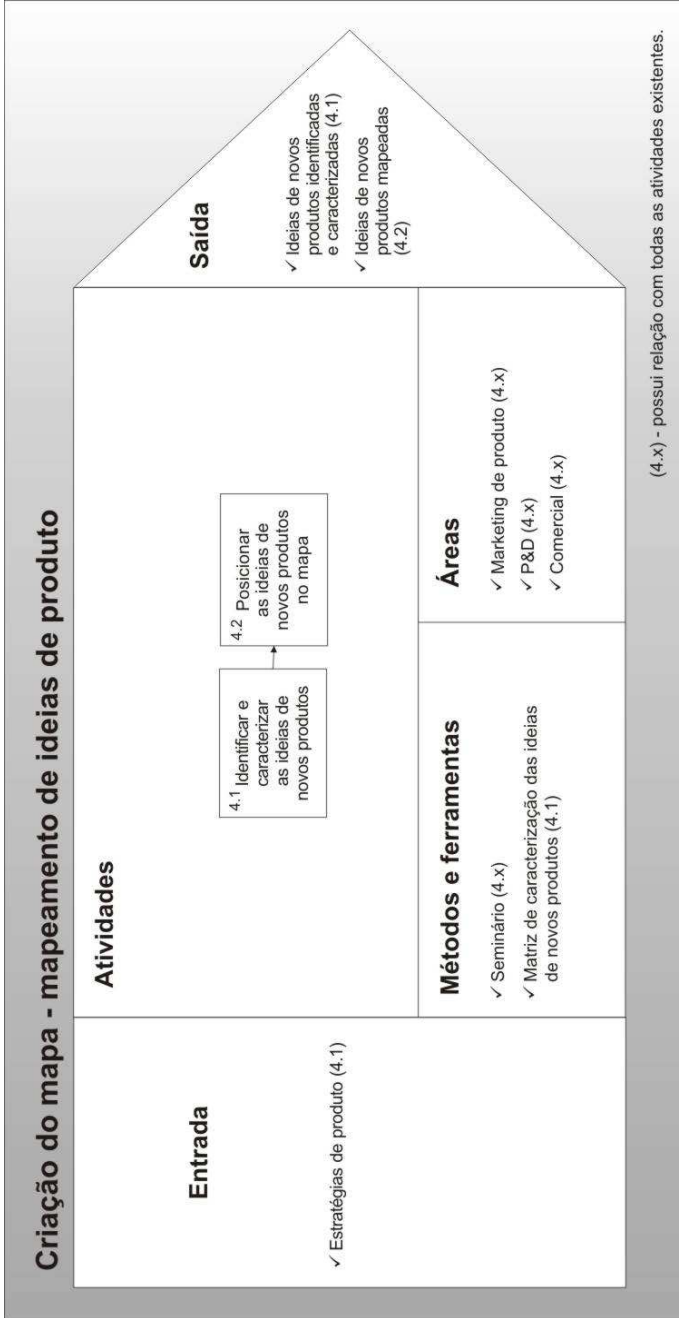 Criação do mapa - mapeamento de ideias de produto
Entrada
✓ Estratégias de produto (4.1)
Atividades
4.1 Identificar e
caracterizar
as ideias de
novos produtos
4.2 Posicionar
as ideias de
novos produtos
no mapa
Métodos e ferramentas
✓ Seminário (4.x)
✓ Matriz de caracterização das ideias
de novos produtos (4.1)
Áreas
✓ Marketing de produto (4.x)
✓ P&D (4.x)
✓ Comercial (4.x)
Saída
✓ Ideias de novos
produtos identificadas
e caracterizadas (4.1)
✓ Ideias de novos
produtos mapeadas
(4.2)
(4.x) - possui relação com todas as atividades existentes.